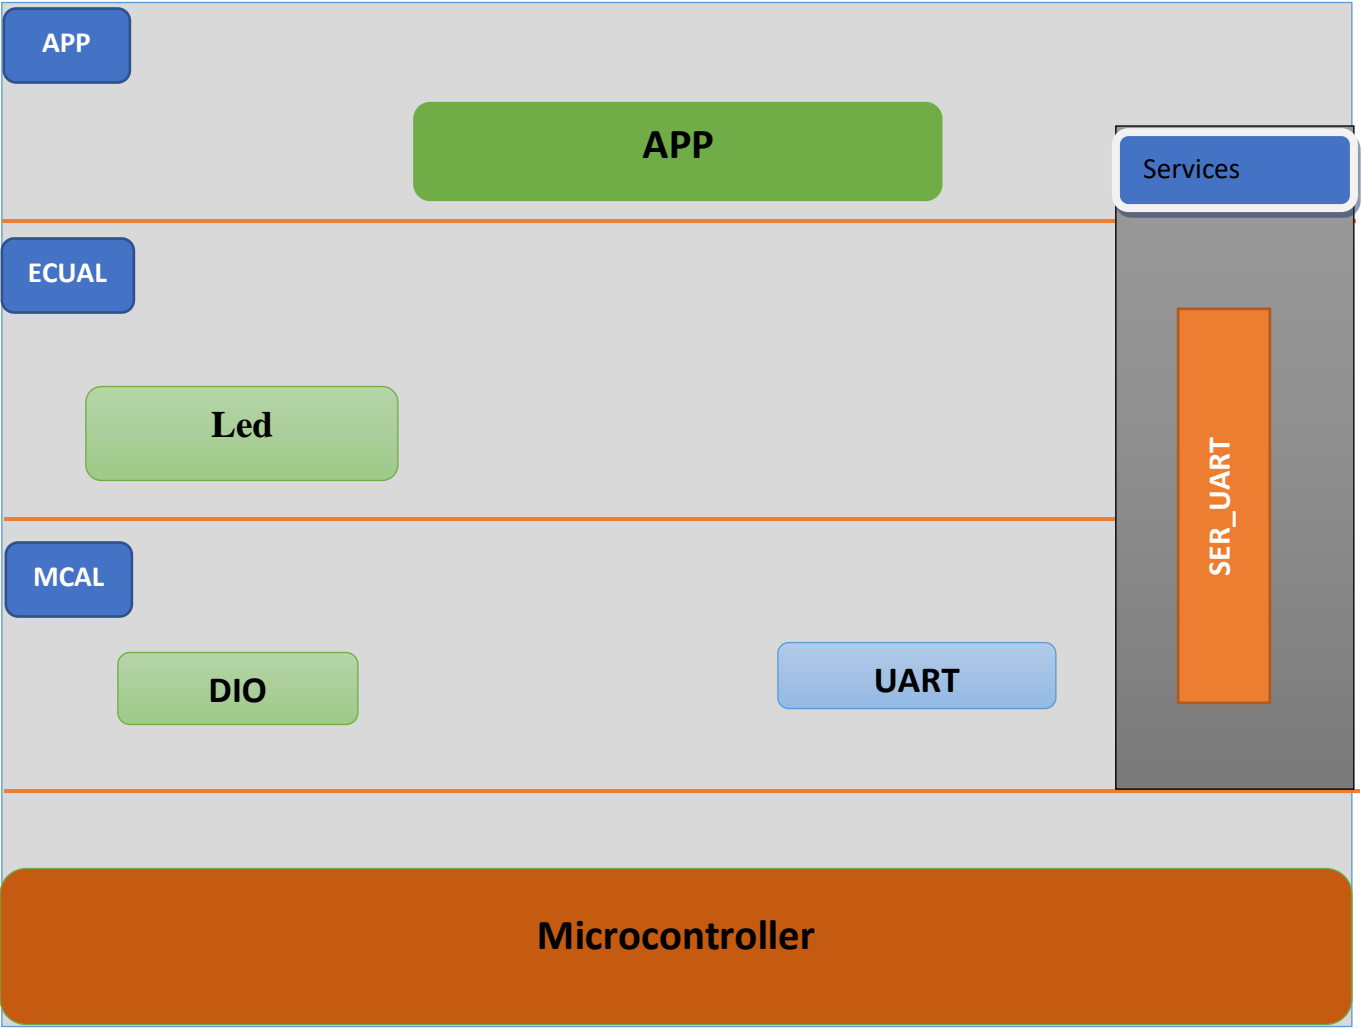 APP
APP
Services
ECUAL
Led
SER_UART
MCAL
DIO
UART
Microcontroller